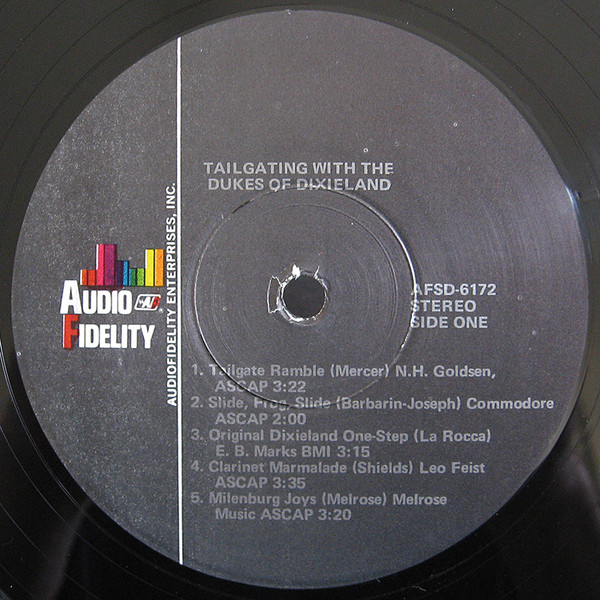 TAILGATING WITH THE
DUKES OF DIXIELAND
AUDIO
FIDELITY
AUDIOFIDELITY ENTERPRISES, INC.
AFSD-6172
STEREO
SIDE ONE
1. Tailgate Ramble (Mercer) N.H. Goldsen,
ASCAP 3:22
2. Slide, Frog, Slide (Barbarin-Joseph) Commodore
ASCAP 2:00
3. Original Dixieland One-Step (La Rocca)
E. B. Marks BMI 3:15
4. Clarinet Marmalade (Shields) Leo Feist
ASCAP 3:35
5. Milenburg Joys (Melrose) Melrose
Music ASCAP 3:20